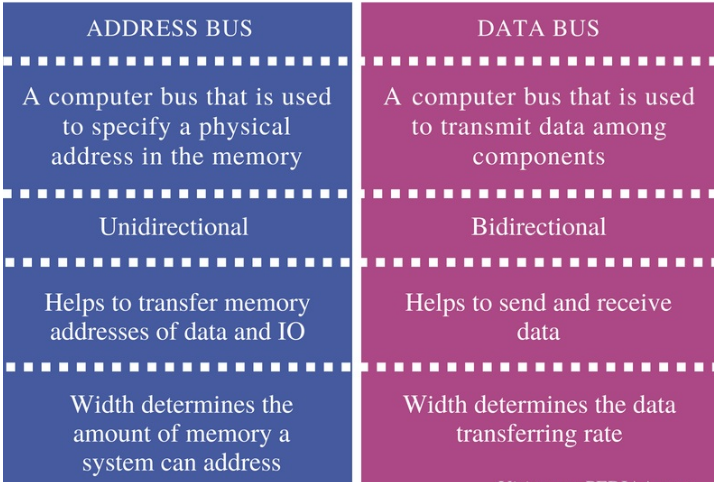 ADDRESS BUS
A computer bus that is used
to specify a physical
address in the memory
Unidirectional
Helps to transfer memory
addresses of data and IO
Width determines the
amount of memory a
system can address
DATA BUS
A computer bus that is used
to transmit data among
components
Bidirectional
Helps to send and receive
data
Width determines the data
transferring rate